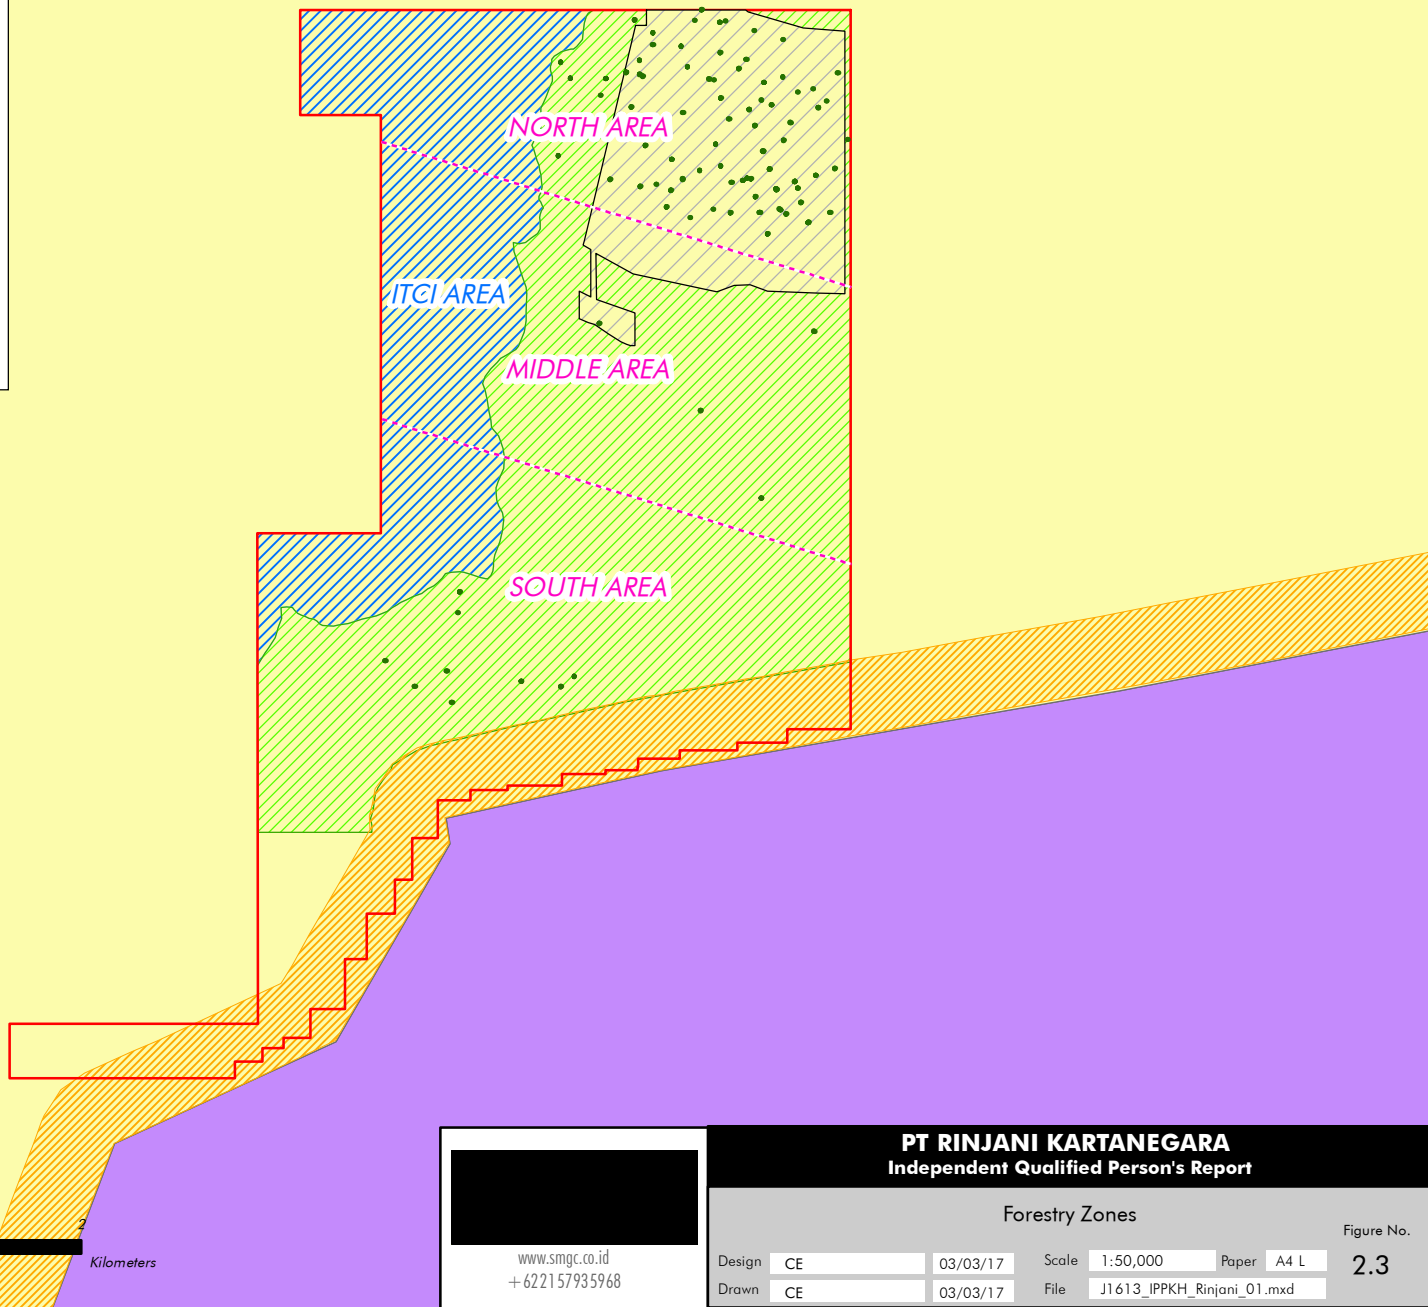 NORTH AREA
ITCI AREA
MIDDLE AREA
SOUTH AREA
2
Kilometers
www.smgc.co.id
+622157935968
PT RINJANI KARTANEGARA
Independent Qualified Person's Report
Forestry Zones
Figure No.
2.3
Design CE 03/03/17 Scale 1:50,000 Paper A4 L
Drawn CE 03/03/17 File J1613_IPPKH_Rinjani_01.mxd